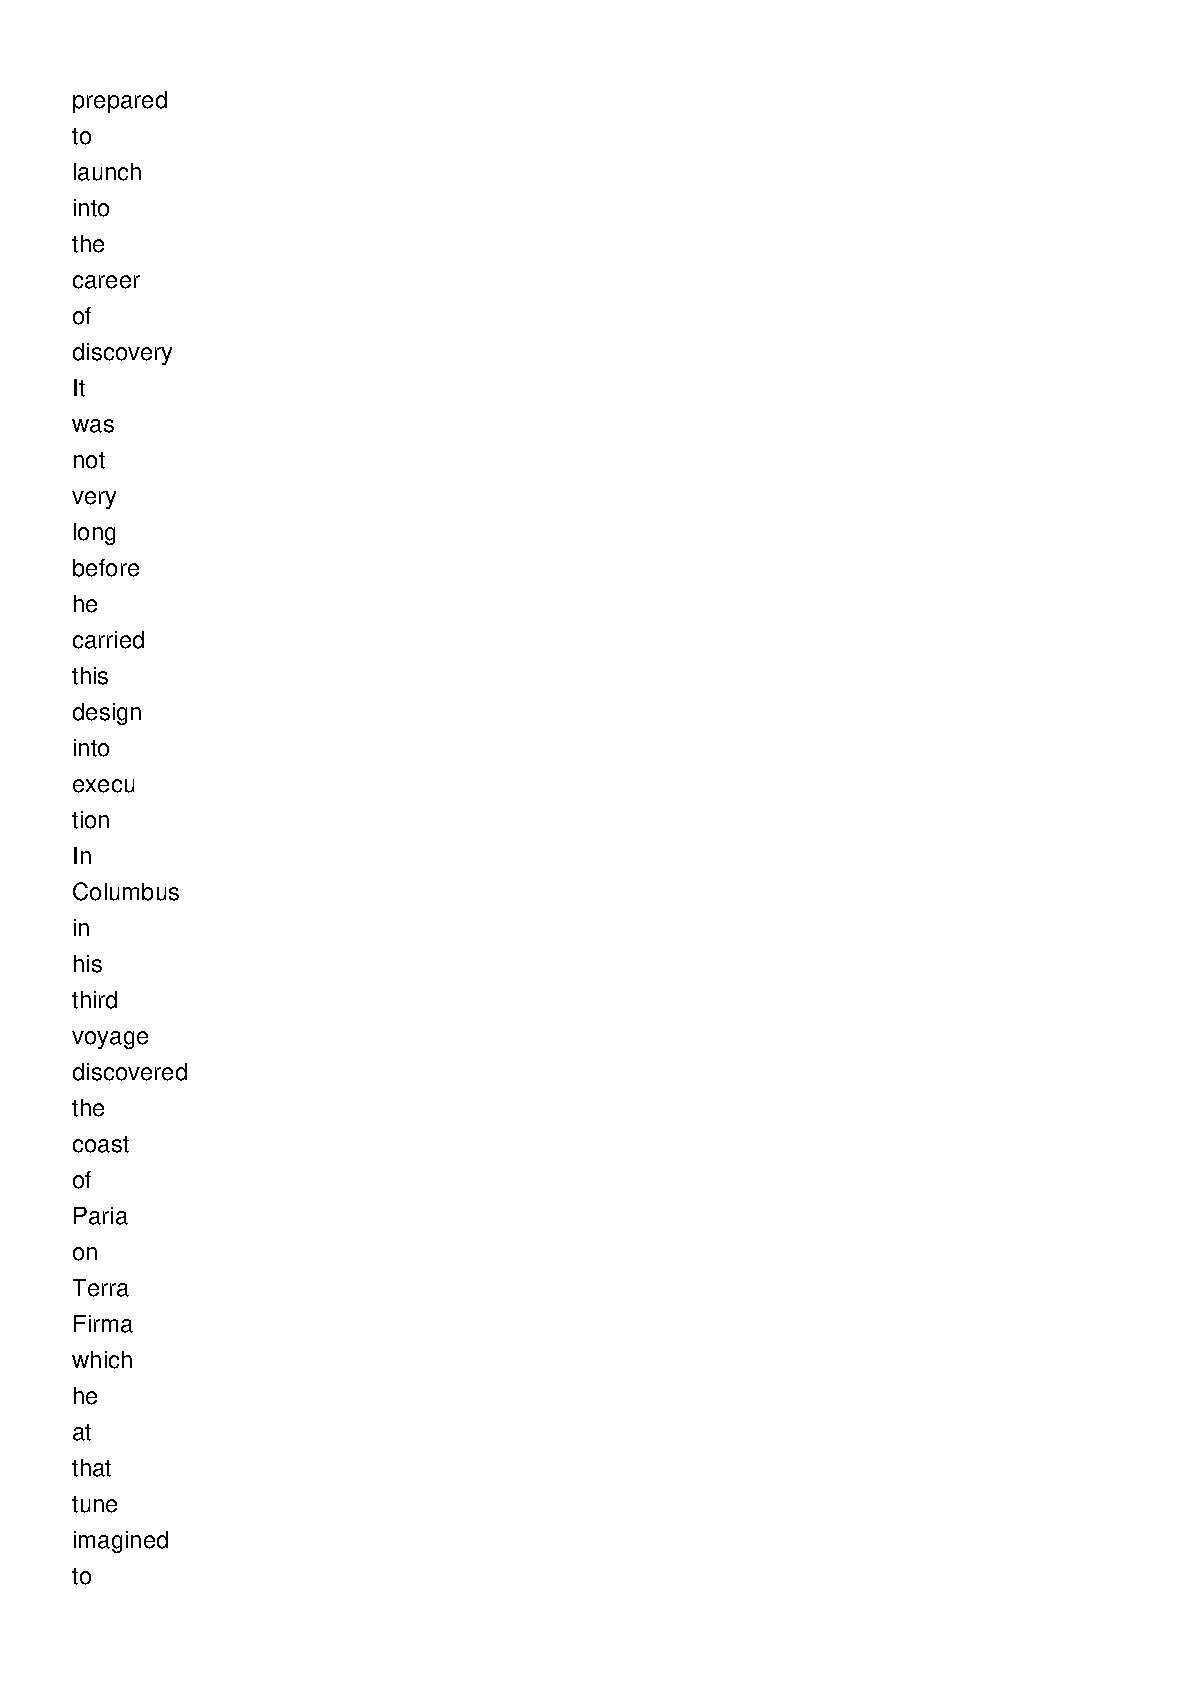 prepared
to
launch
into
the
career
of
discovery
It
was
not
very
long
before
he
carried
this
design
into
execu
tion
In
Columbus
in
his
third
voyage
discovered
the
coast
of
Paria
on
Terra
Firma
which
he
at
that
tune
imagined
to